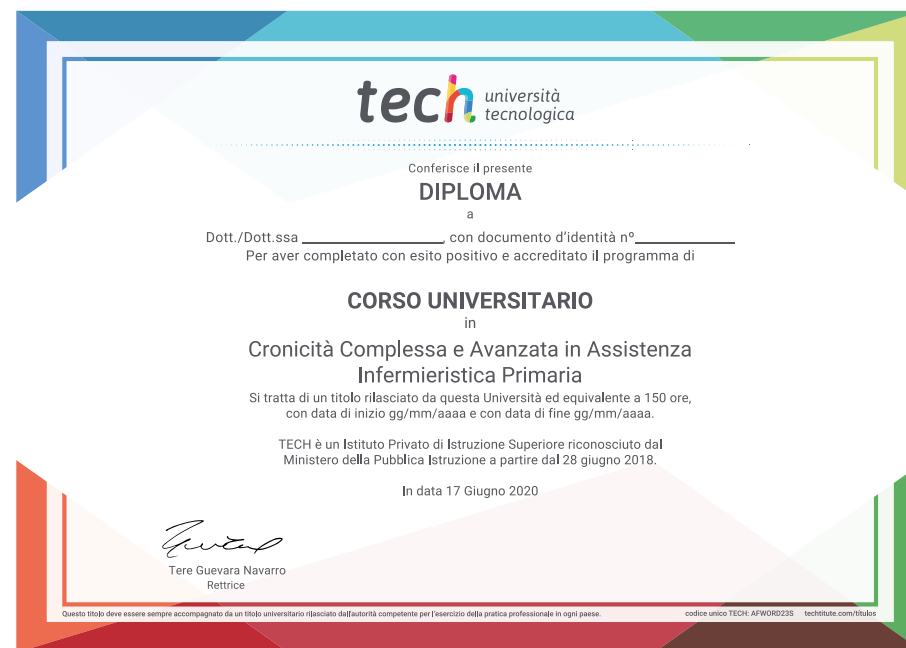 tech università
tecnologica
Conferisce il presente
DIPLOMA
a
Dott./Dott.ssa ____________________, con documento d'identità nº______________
Per aver completato con esito positivo e accreditato il programma di
CORSO UNIVERSITARIO
in
Cronicità Complessa e Avanzata in Assistenza
Infermieristica Primaria
Si tratta di un titolo rilasciato da questa Università ed equivalente a 150 ore,
con data di inizio gg/mm/aaaa e con data di fine gg/mm/aaaa.
TECH è un Istituto Privato di Istruzione Superiore riconosciuto dal
Ministero della Pubblica Istruzione a partire dal 28 giugno 2018.
In data 17 Giugno 2020
Tere Guevara Navarro
Rettrice
Questo titolo deve essere sempre accompagnato da un titolo universitario rilasciato dall'autorità competente per l'esercizio della pratica professionale in ogni paese. codice unico TECH: AFWORD23S techtitute.com/títulos